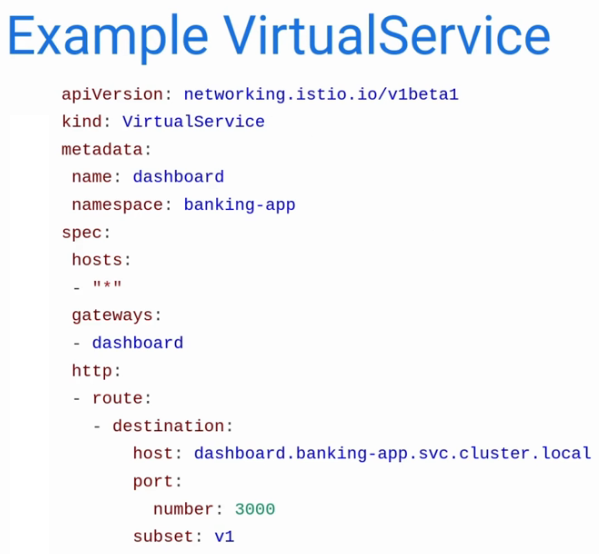 Example VirtualService
apiVersion: networking.istio.io/v1beta1
kind: VirtualService
metadata:
 name: dashboard
 namespace: banking-app
spec:
 hosts:
 - "*"
 gateways:
 - dashboard
 http:
 - route:
   - destination:
       host: dashboard.banking-app.svc.cluster.local
       port:
         number: 3000
       subset: v1